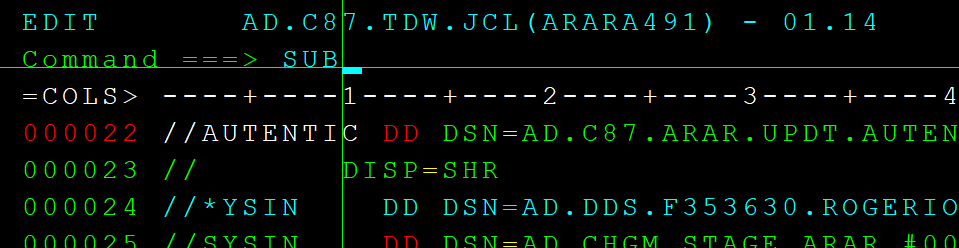 EDIT       AD.C87.TDW.JCL(ARARA491) - 01.14
Command ===> SUB
=COLS> ----+----1----+----2----+----3----+----4
000022 //AUTENTIC DD DSN=AD.C87.ARAR.UPDT.AUTEN
000023 //         DISP=SHR
000024 //*YSIN    DD DSN=AD.DDS.F353630.ROGERIO
000025 //SYSIN    DD DSN=AD.CHGM.STAGE.ARAR.#00